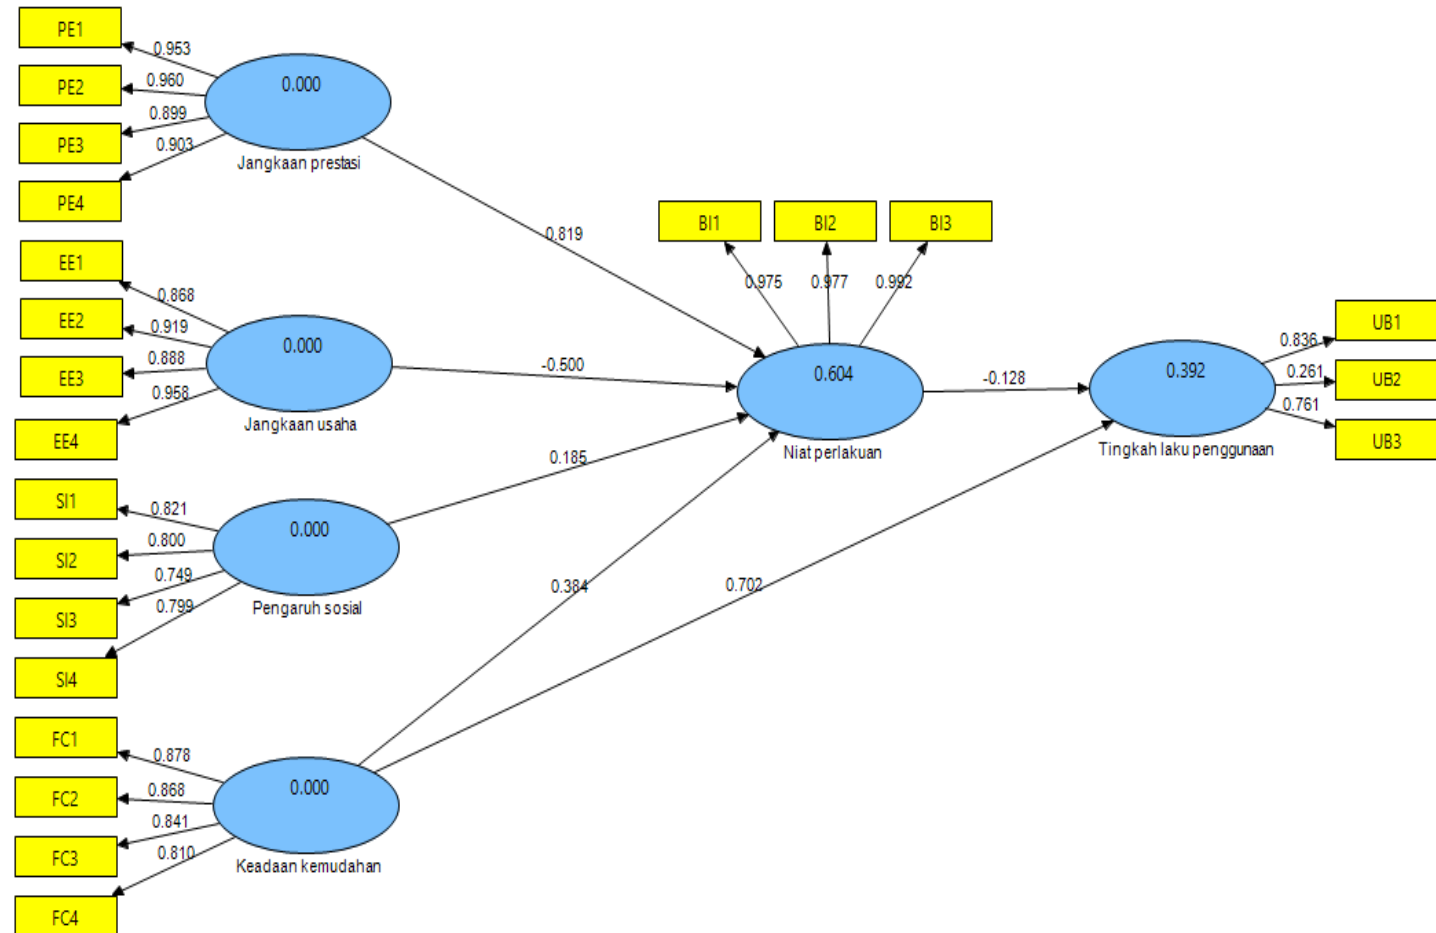 PE1
0.953
PE2
0.960
PE3
0.899
PE4
0.903
0.000
Jangkaan prestasi
0.819
EE1
0.868
EE2
0.919
EE3
0.888
EE4
0.958
0.000
Jangkaan usaha
-0.500
SI1
0.821
SI2
0.800
SI3
0.749
SI4
0.799
0.000
Pengaruh sosial
0.185
FC1
0.878
FC2
0.868
FC3
0.841
FC4
0.810
0.000
Keadaan kemudahan
0.384
0.702
BI1
BI2
BI3
0.975
0.977
0.992
0.604
Niat perlakuan
-0.128
0.392
Tingkah laku penggunaan
0.836
UB1
0.261
UB2
0.761
UB3